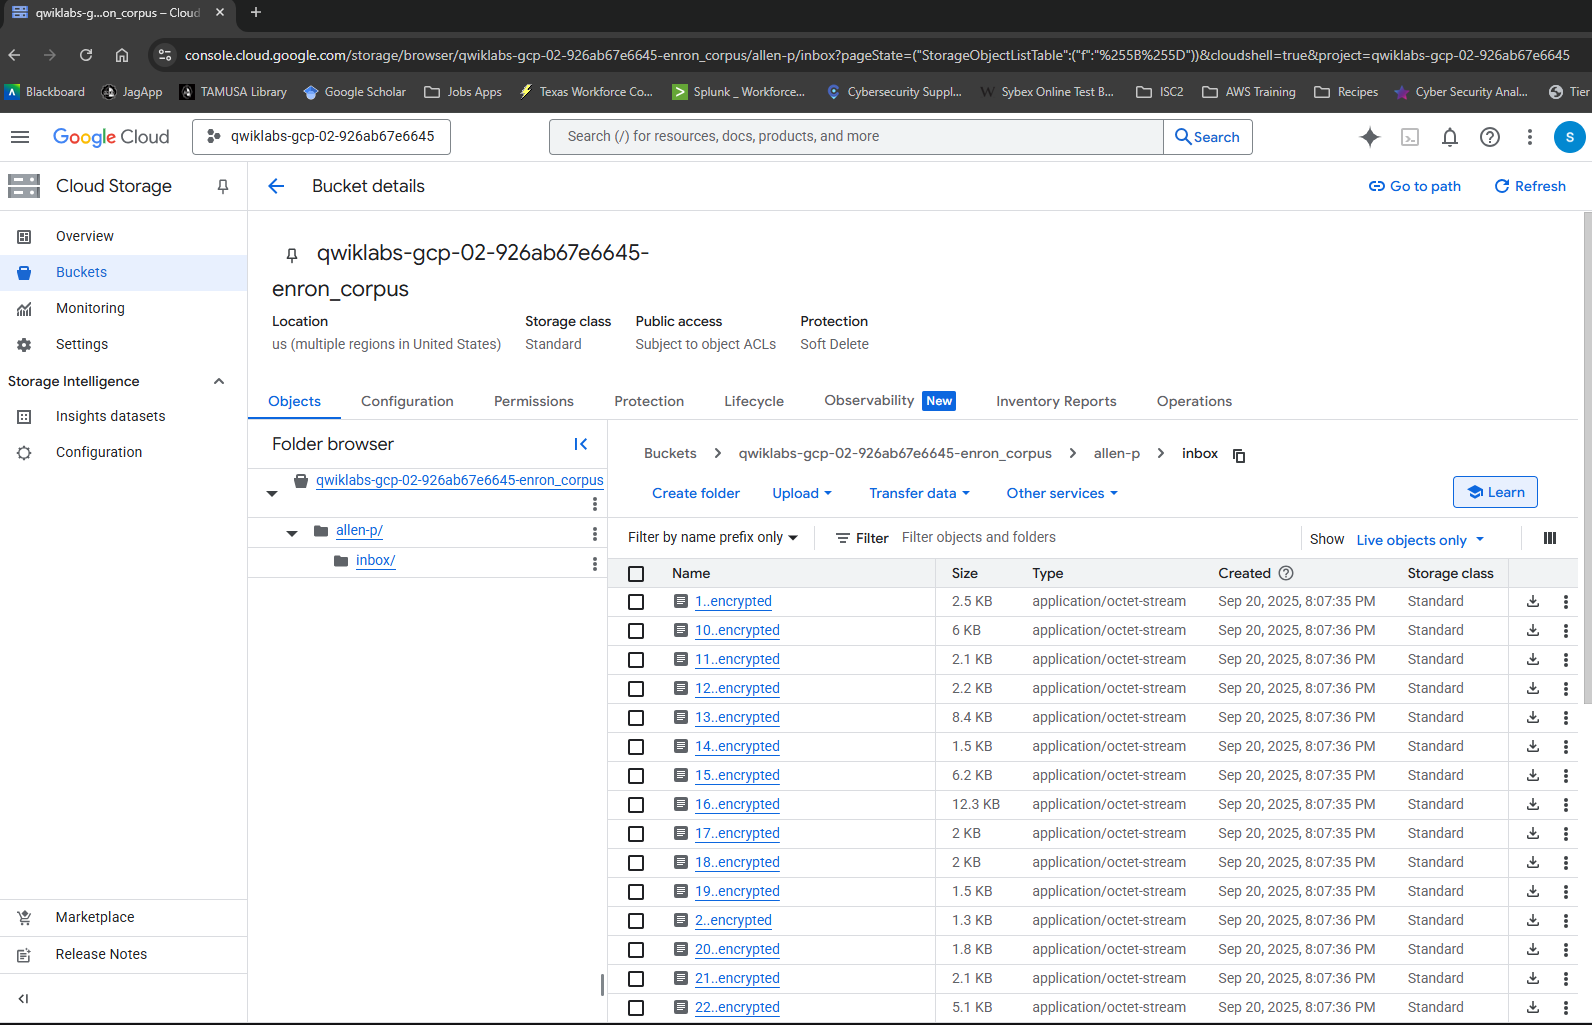 qwiklabs-g...on_corpus – Cloud
console.cloud.google.com/storage/browser/qwiklabs-gcp-02-926ab67e6645-enron_corpus/allen-p/inbox?pageState=("StorageObjectListTable":("f":"%255B%255D"))&cloudshell=true&project=qwiklabs-gcp-02-926ab67e6645
Blackboard JagApp TAMUSA Library Google Scholar Jobs Apps Texas Workforce Co... Splunk _ Workforce... Cybersecurity Suppl... Sybex Online Test B... ISC2 AWS Training Recipes Cyber Security Anal... Tier
Google Cloud qwiklabs-gcp-02-926ab67e6645 Search (/) for resources, docs, products, and more Search S
Cloud Storage
Overview
Buckets
Monitoring
Settings
Storage Intelligence
Insights datasets
Configuration
Marketplace
Release Notes
Bucket details Go to path Refresh
qwiklabs-gcp-02-926ab67e6645-
enron_corpus
Location Storage class Public access Protection
us (multiple regions in United States) Standard Subject to object ACLs Soft Delete
Objects Configuration Permissions Protection Lifecycle Observability New Inventory Reports Operations
Folder browser
qwiklabs-gcp-02-926ab67e6645-enron_corpus
allen-p/
inbox/
Buckets > qwiklabs-gcp-02-926ab67e6645-enron_corpus > allen-p > inbox
Create folder Upload Transfer data Other services Learn
Filter by name prefix only Filter Filter objects and folders Show Live objects only
Name Size Type Created Storage class
1..encrypted 2.5 KB application/octet-stream Sep 20, 2025, 8:07:35 PM Standard
10..encrypted 6 KB application/octet-stream Sep 20, 2025, 8:07:36 PM Standard
11..encrypted 2.1 KB application/octet-stream Sep 20, 2025, 8:07:36 PM Standard
12..encrypted 2.2 KB application/octet-stream Sep 20, 2025, 8:07:36 PM Standard
13..encrypted 8.4 KB application/octet-stream Sep 20, 2025, 8:07:36 PM Standard
14..encrypted 1.5 KB application/octet-stream Sep 20, 2025, 8:07:36 PM Standard
15..encrypted 6.2 KB application/octet-stream Sep 20, 2025, 8:07:35 PM Standard
16..encrypted 12.3 KB application/octet-stream Sep 20, 2025, 8:07:35 PM Standard
17..encrypted 2 KB application/octet-stream Sep 20, 2025, 8:07:35 PM Standard
18..encrypted 2 KB application/octet-stream Sep 20, 2025, 8:07:35 PM Standard
19..encrypted 1.5 KB application/octet-stream Sep 20, 2025, 8:07:35 PM Standard
2..encrypted 1.3 KB application/octet-stream Sep 20, 2025, 8:07:36 PM Standard
20..encrypted 1.8 KB application/octet-stream Sep 20, 2025, 8:07:36 PM Standard
21..encrypted 2.1 KB application/octet-stream Sep 20, 2025, 8:07:36 PM Standard
22..encrypted 5.1 KB application/octet-stream Sep 20, 2025, 8:07:36 PM Standard